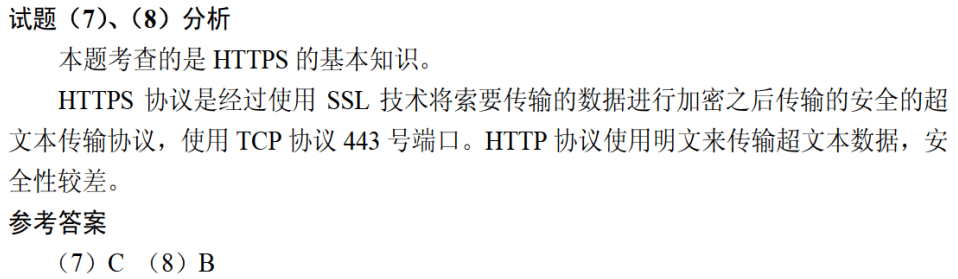 试题（7）、（8）分析
本题考查的是 HTTPS 的基本知识。
HTTPS 协议是经过使用 SSL 技术将索要传输的数据进行加密之后传输的安全的超
文本传输协议，使用 TCP 协议 443 号端口。HTTP 协议使用明文来传输超文本数据，安
全性较差。
参考答案
（7）C （8）B